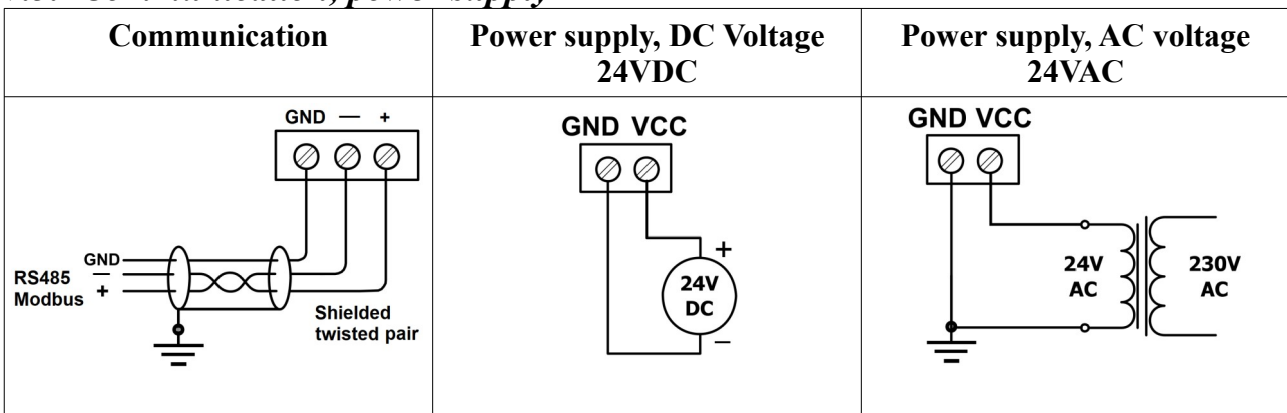 Communication
Power supply, DC Voltage
24VDC
Power supply, AC voltage
24VAC
GND — +
GND
RS485 —
Modbus +
Shielded
twisted pair
GND VCC
+
24V
DC
—
GND VCC
24V
AC
230V
AC